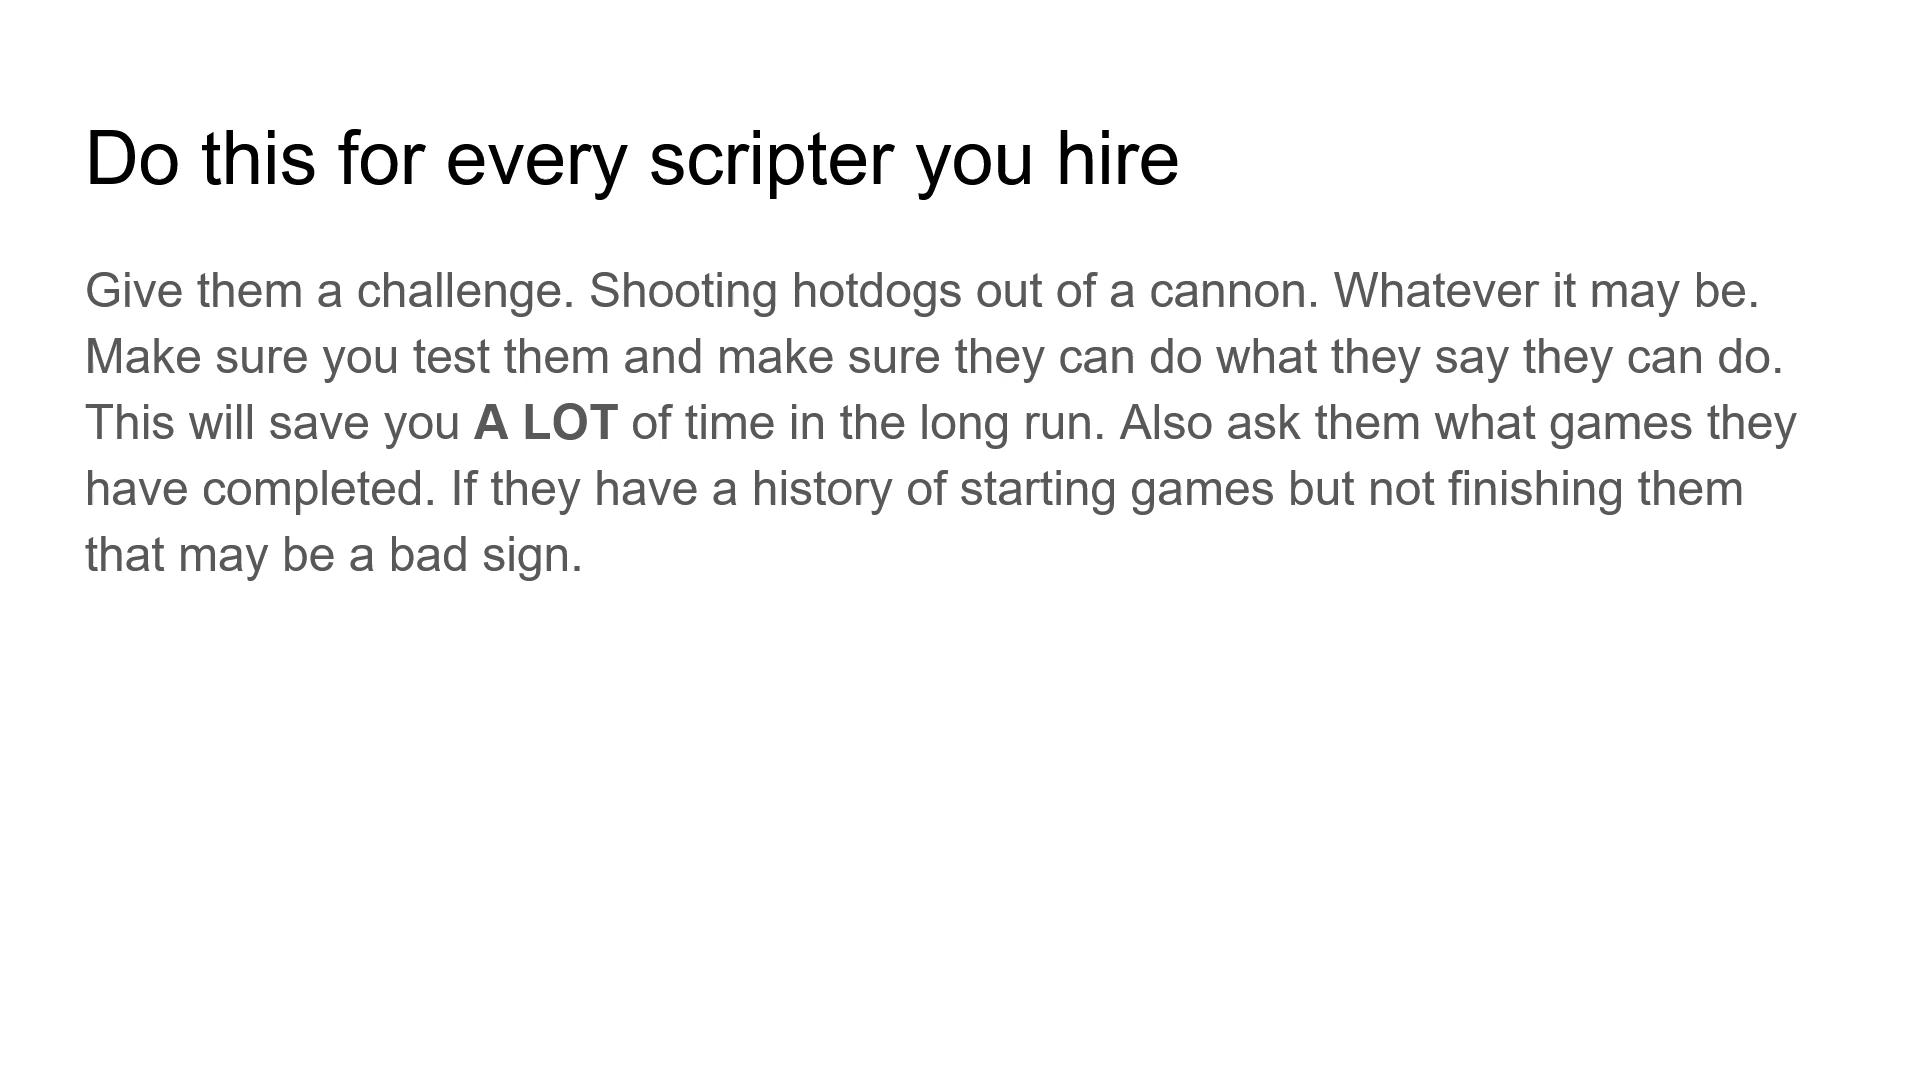 Do this for every scripter you hire
Give them a challenge. Shooting hotdogs out of a cannon. Whatever it may be.
Make sure you test them and make sure they can do what they say they can do.
This will save you A LOT of time in the long run. Also ask them what games they
have completed. If they have a history of starting games but not finishing them
that may be a bad sign.